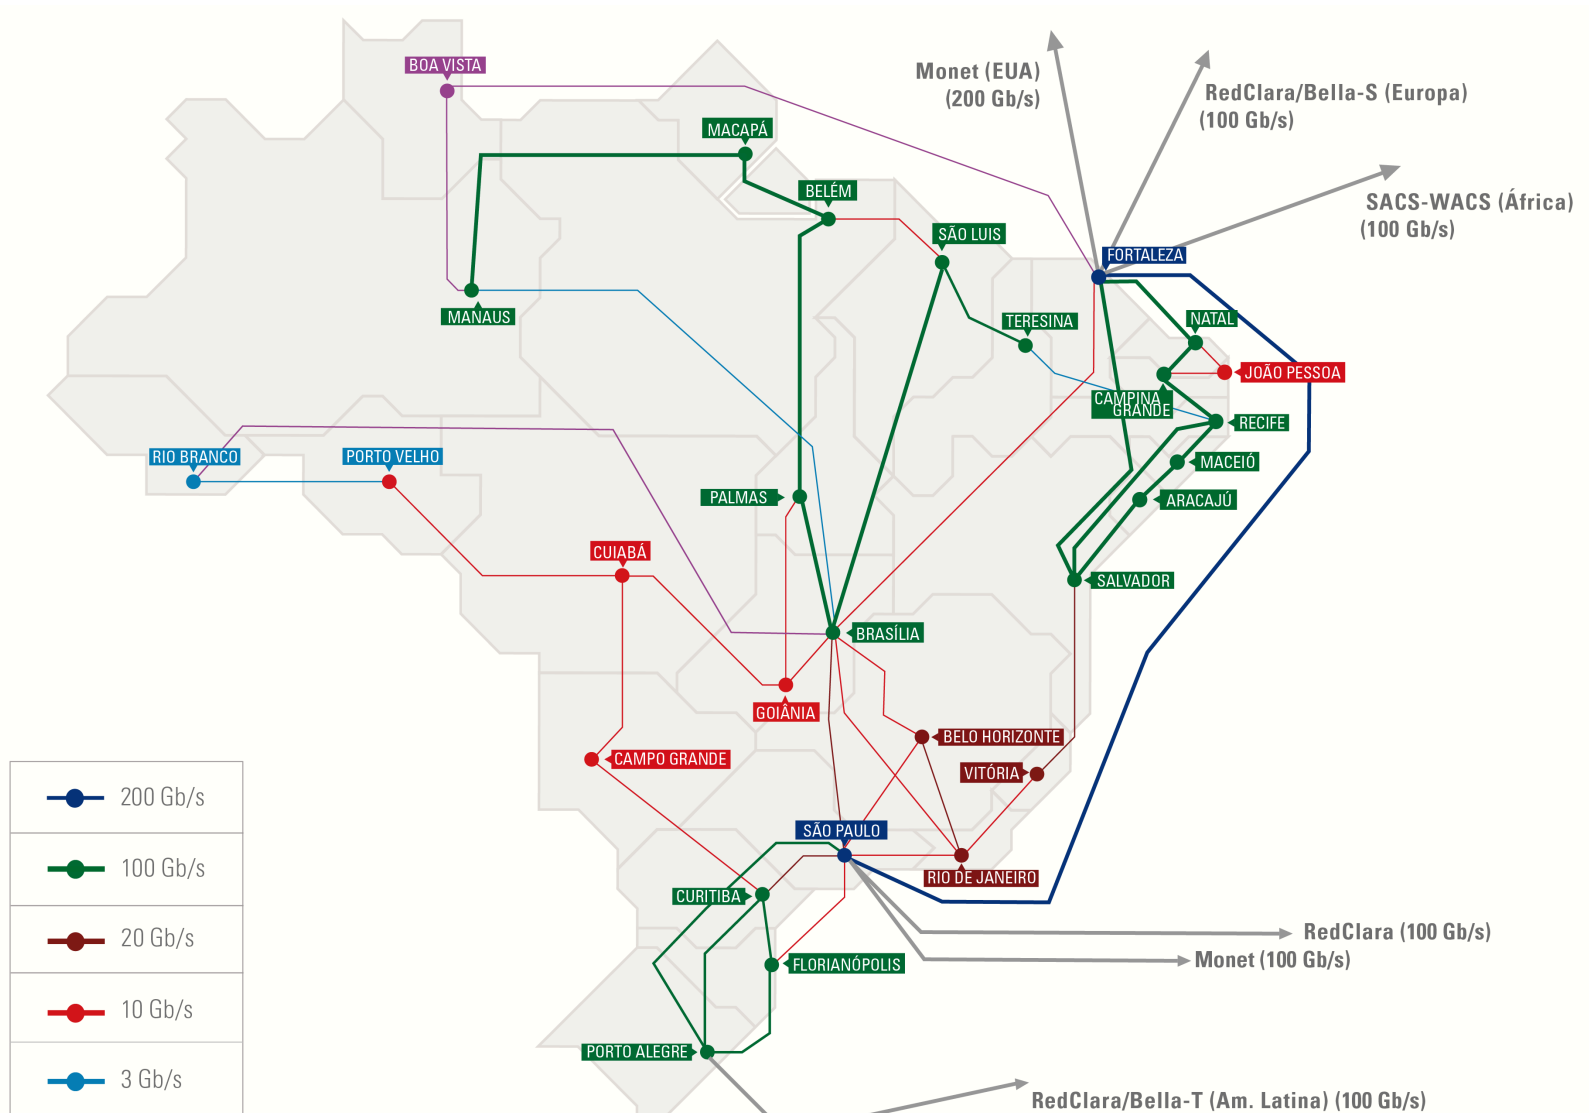 BOA VISTA
Monet (EUA)
(200 Gb/s)
RedClara/Bella-S (Europa)
(100 Gb/s)
MACAPÁ
BELÉM
SACS-WACS (África)
(100 Gb/s)
SÃO LUIS
FORTALEZA
MANAUS
TERESINA
NATAL
JOÃO PESSOA
CAMPINA
GRANDE
RECIFE
RIO BRANCO
PORTO VELHO
MACEIÓ
PALMAS
ARACAJÚ
CUIABÁ
SALVADOR
BRASÍLIA
GOIÂNIA
BELO HORIZONTE
CAMPO GRANDE
VITÓRIA
200 Gb/s
SÃO PAULO
100 Gb/s
RIO DE JANEIRO
CURITIBA
20 Gb/s
RedClara (100 Gb/s)
Monet (100 Gb/s)
FLORIANÓPOLIS
10 Gb/s
PORTO ALEGRE
3 Gb/s
RedClara/Bella-T (Am. Latina) (100 Gb/s)